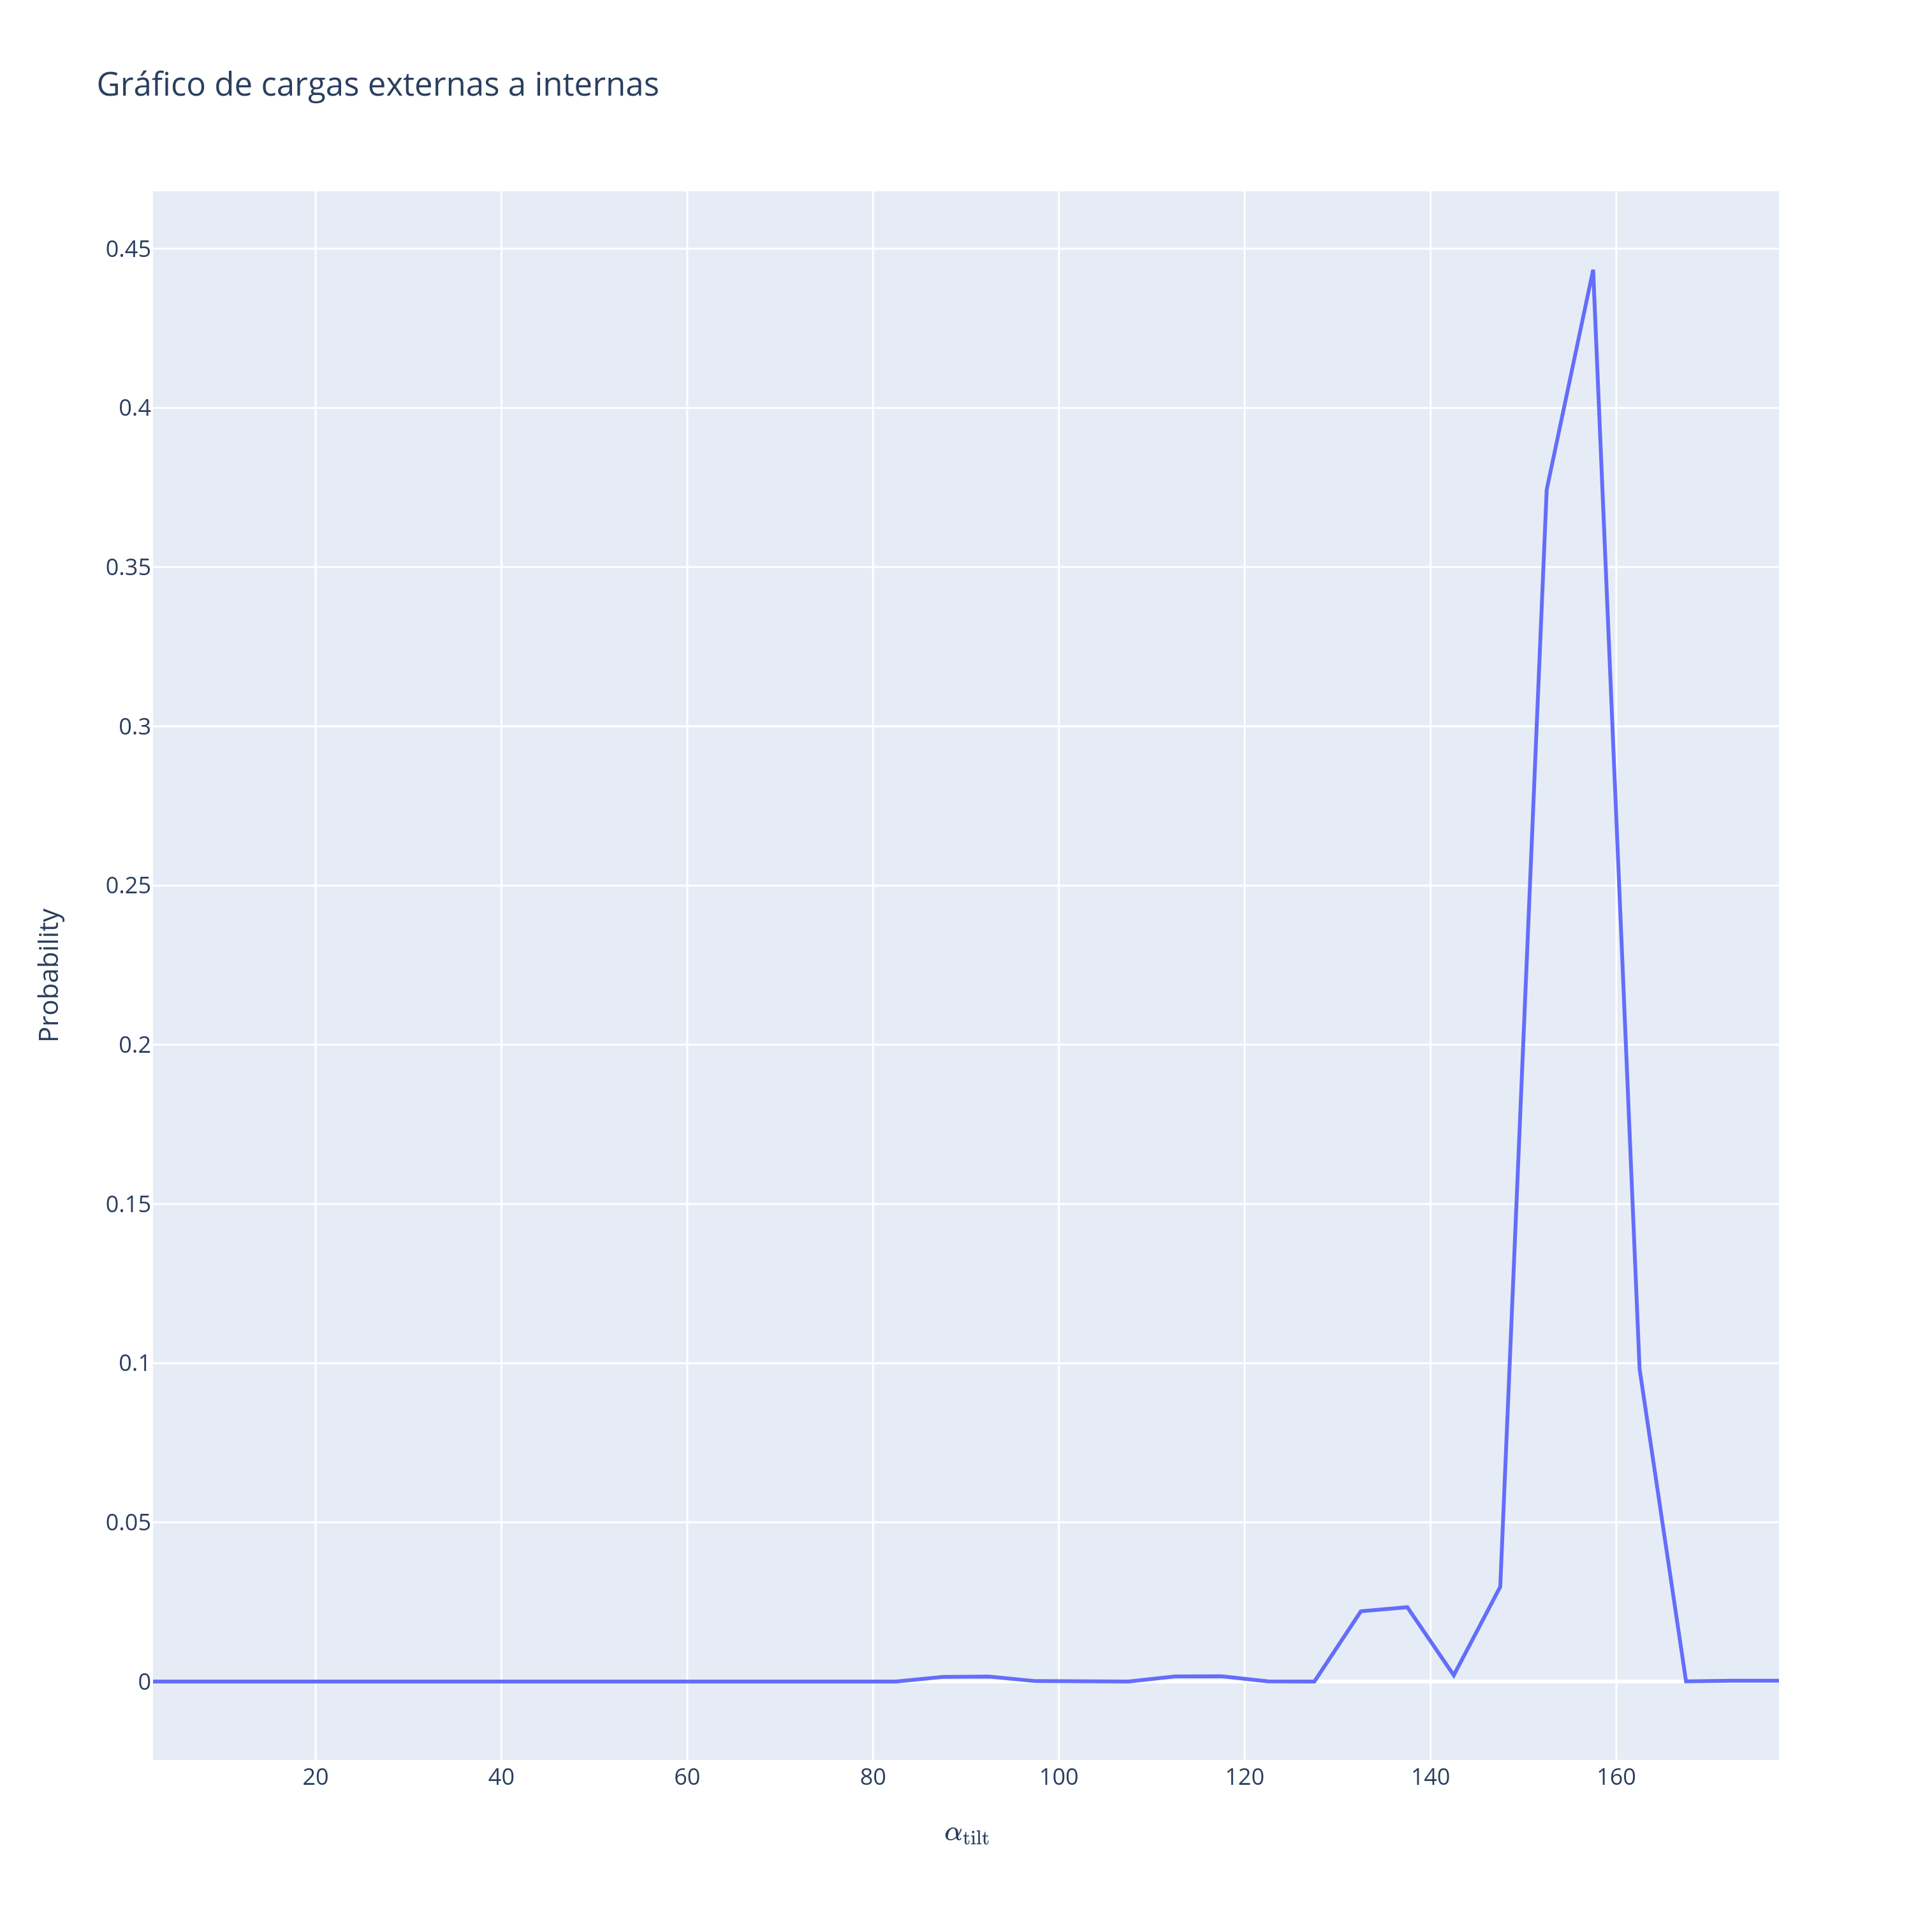 Gráfico de cargas externas a internas
0.45
0.4
0.35
0.3
0.25
0.2
0.15
0.1
0.05
0
Probability
20 40 60 80 100 120 140 160
α_tilt